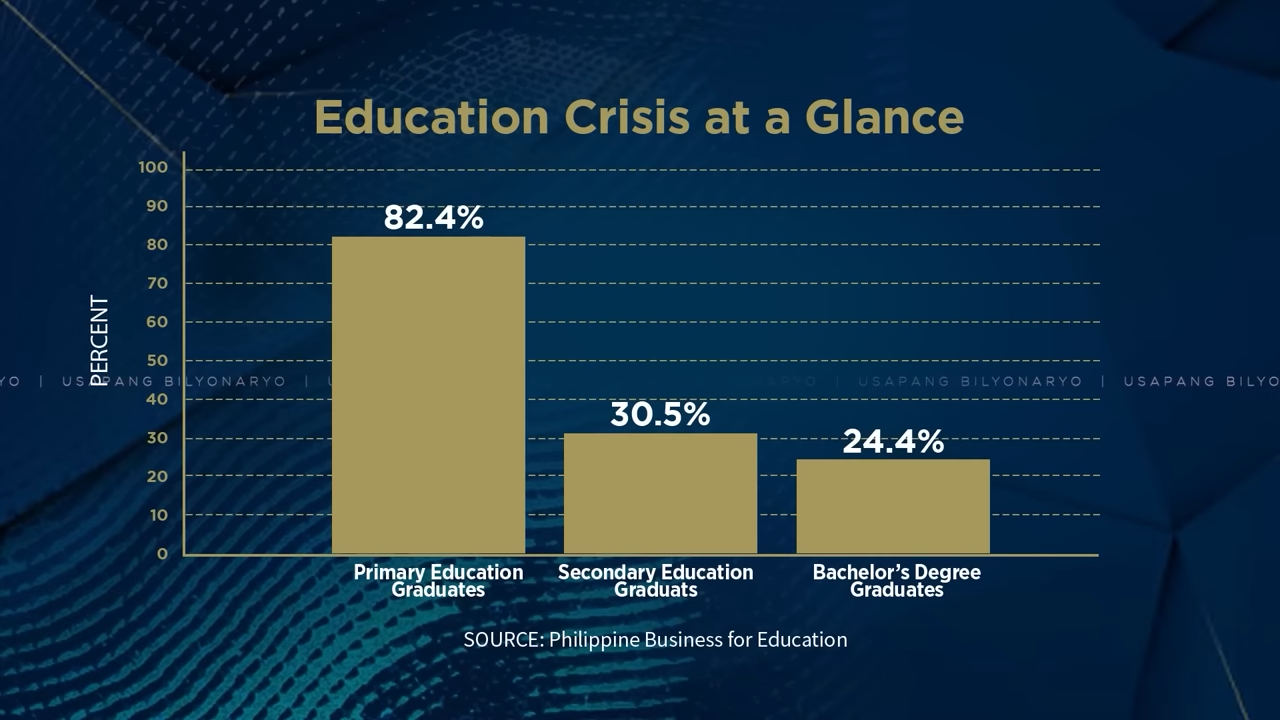 Education Crisis at a Glance
100
90
80
70
60
50
40
30
20
10
0
PERCENT
82.4%
30.5%
24.4%
YO | USAPANG BILYONARYO | U
ARYO | USAPANG BILYONARYO | USAPANG BILYO
Primary Education
Graduates
Secondary Education
Graduats
Bachelor's Degree
Graduates
SOURCE: Philippine Business for Education